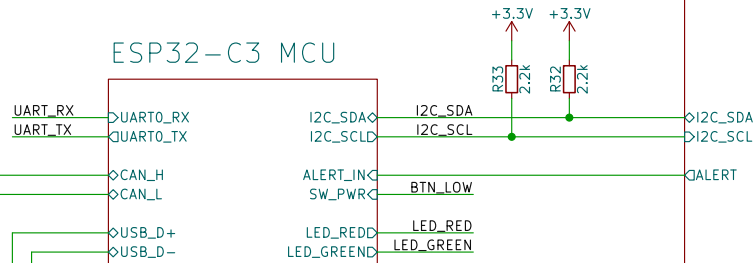 +3.3V +3.3V
ESP32-C3 MCU
R33 2.2k R32 2.2k
UART_RX UART0_RX I2C_SDA I2C_SDA I2C_SDA
UART_TX UART0_TX I2C_SCL I2C_SCL I2C_SCL
CAN_H ALERT_IN ALERT
CAN_L SW_PWR BTN_LOW
USB_D+ LED_RED LED_RED
USB_D- LED_GREEN LED_GREEN